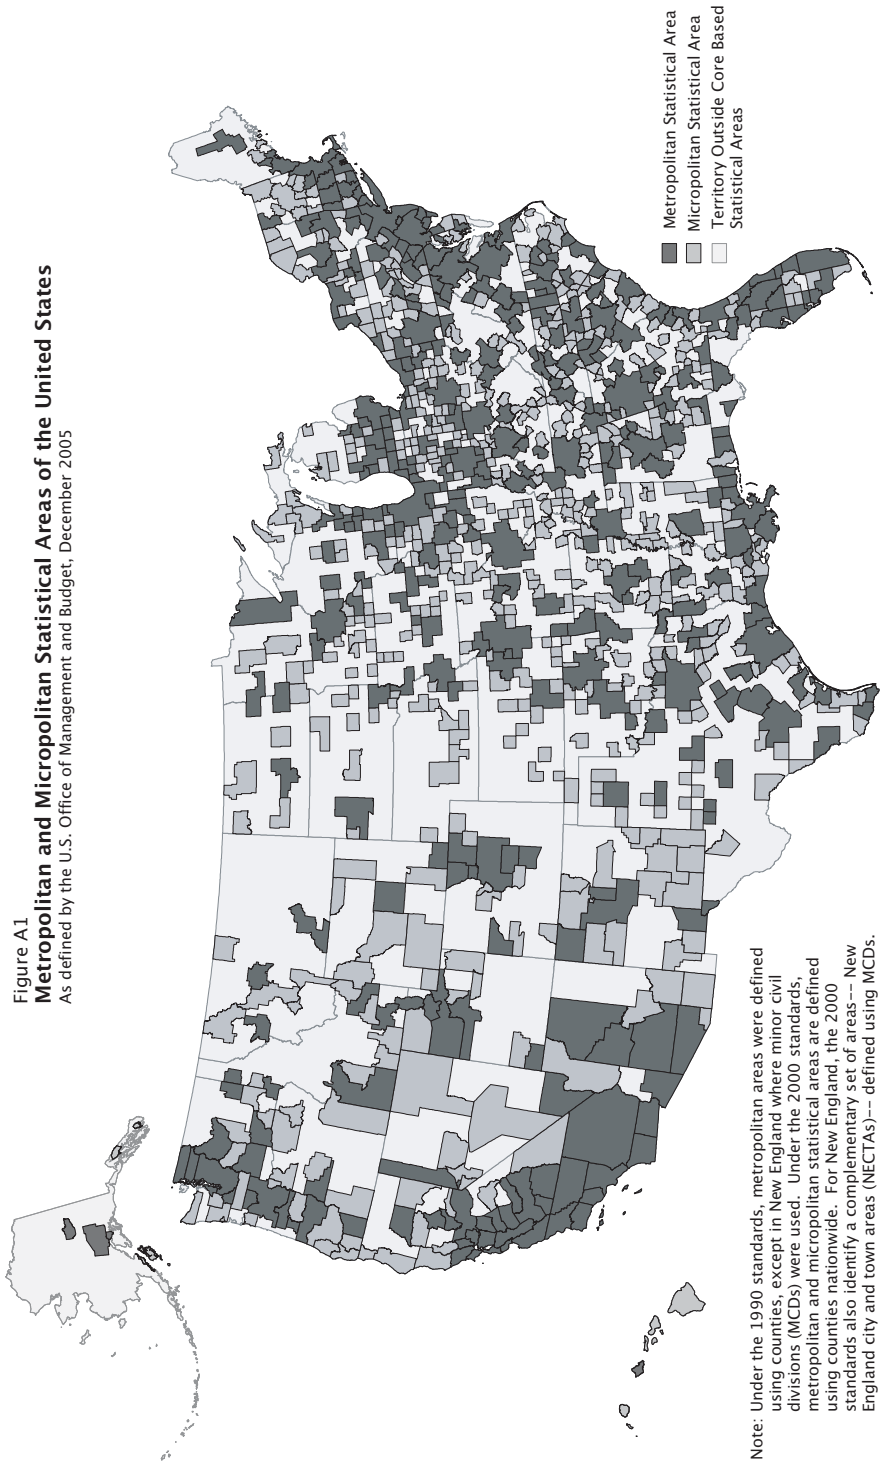 Figure A1
Metropolitan and Micropolitan Statistical Areas of the United States
As defined by the U.S. Office of Management and Budget, December 2005
Metropolitan Statistical Area
Micropolitan Statistical Area
Territory Outside Core Based
Statistical Areas
Note: Under the 1990 standards, metropolitan areas were defined
using counties, except in New England where minor civil
divisions (MCDs) were used. Under the 2000 standards,
metropolitan and micropolitan statistical areas are defined
using counties nationwide. For New England, the 2000
standards also identify a complementary set of areas-- New
England city and town areas (NECTAs)-- defined using MCDs.